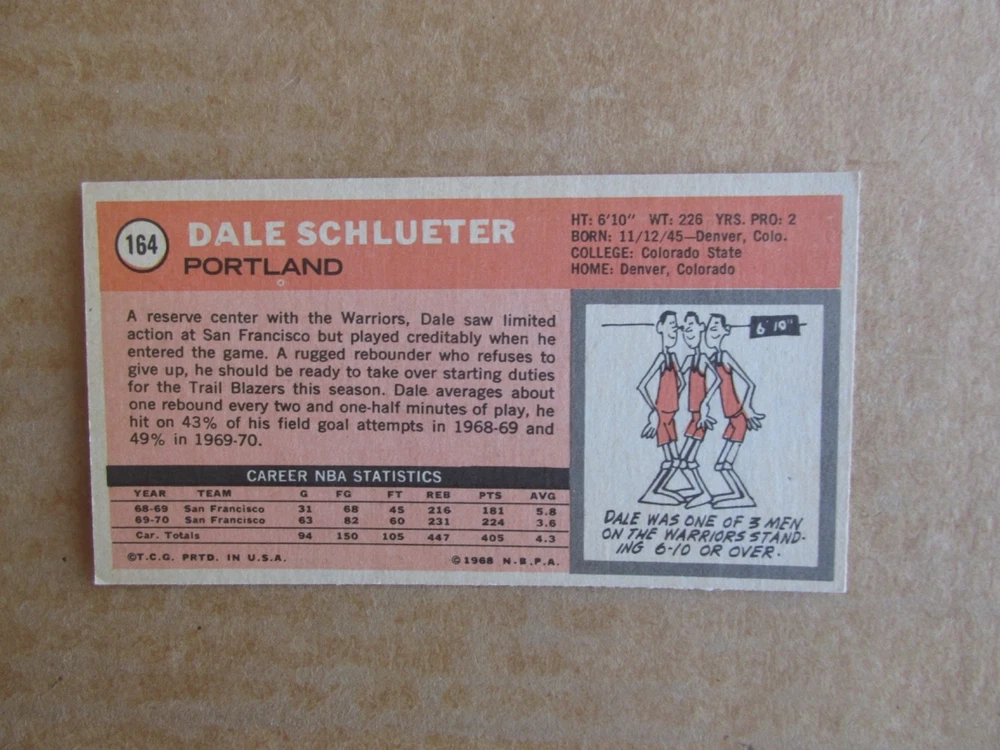 164
DALE SCHLUETER
PORTLAND
HT: 6'10" WT: 226 YRS. PRO: 2
BORN: 11/12/45—Denver, Colo.
COLLEGE: Colorado State
HOME: Denver, Colorado
A reserve center with the Warriors, Dale saw limited
action at San Francisco but played creditably when he
entered the game. A rugged rebounder who refuses to
give up, he should be ready to take over starting duties
for the Trail Blazers this season. Dale averages about
one rebound every two and one-half minutes of play, he
hit on 43% of his field goal attempts in 1968-69 and
49% in 1969-70.
CAREER NBA STATISTICS
YEAR TEAM G FG FT REB PTS AVG
68-69 San Francisco 31 68 45 216 181 5.8
69-70 San Francisco 63 82 60 231 224 3.6
Car. Totals 94 150 105 447 405 4.3
©T.C.G. PRTD. IN U.S.A. ©1968 N.B.P.A.
6'10"
DALE WAS ONE OF 3 MEN
ON THE WARRIORS STAND-
ING 6-10 OR OVER.